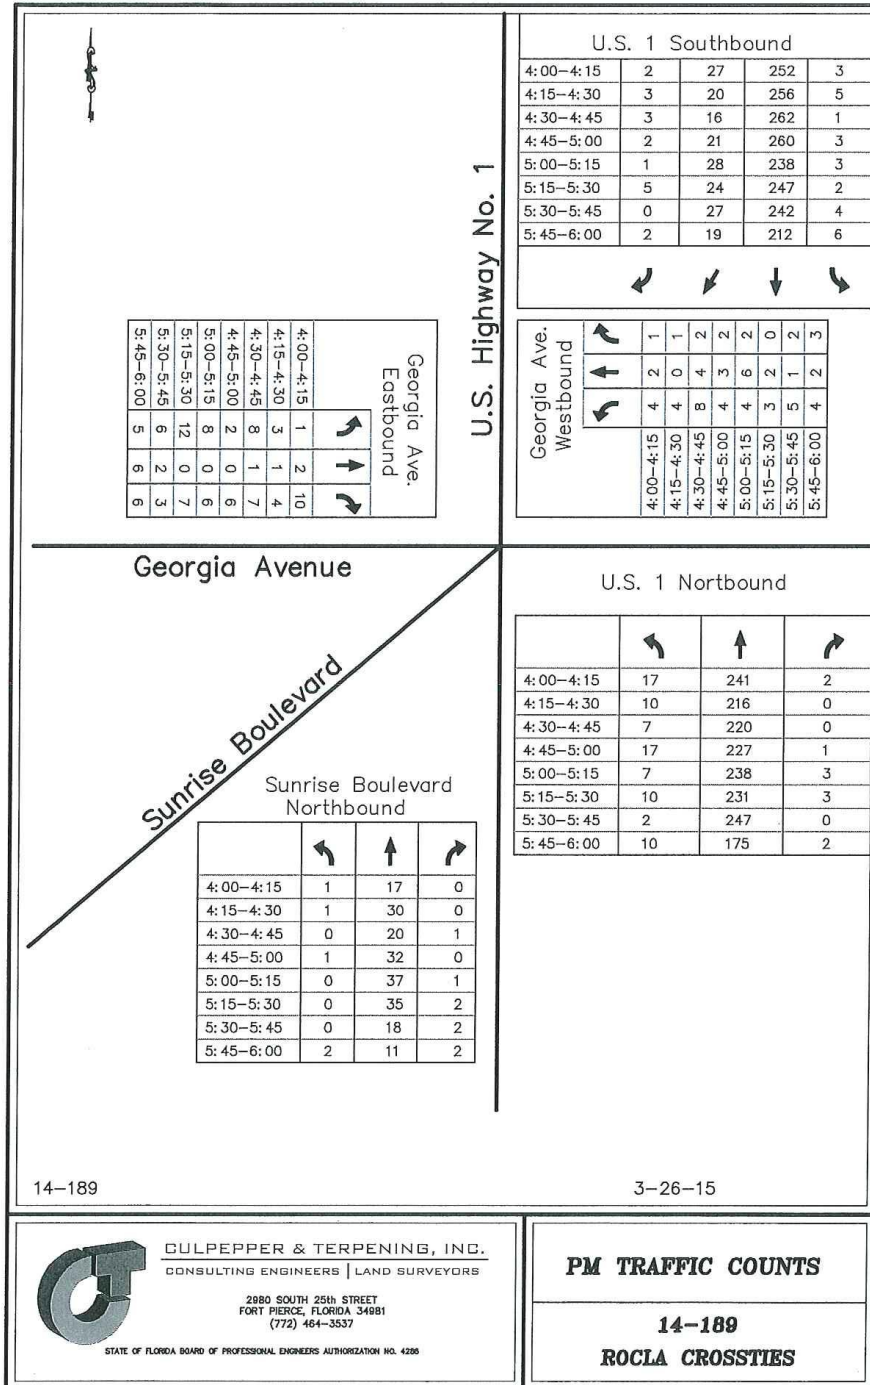 U.S. 1 Southbound
4:00-4:15 2 27 252 3
4:15-4:30 3 20 256 5
4:30-4:45 3 16 262 1
4:45-5:00 2 21 260 3
5:00-5:15 1 28 238 3
5:15-5:30 5 24 247 2
5:30-5:45 0 27 242 4
5:45-6:00 2 19 212 6
U.S. Highway No. 1
Georgia Ave.
Eastbound
4:00-4:15 1 2 10
4:15-4:30 3 1 4
4:30-4:45 8 1 7
4:45-5:00 2 0 6
5:00-5:15 8 0 6
5:15-5:30 12 0 7
5:30-5:45 6 2 3
5:45-6:00 5 6 6
Georgia Ave.
Westbound
1 1 2 2 2 0 2 3
2 0 4 3 6 2 1 2
4 4 8 4 4 3 5 4
4:00-4:15 4:15-4:30 4:30-4:45 4:45-5:00 5:00-5:15 5:15-5:30 5:30-5:45 5:45-6:00
Georgia Avenue
U.S. 1 Nortbound
4:00-4:15 17 241 2
4:15-4:30 10 216 0
4:30-4:45 7 220 0
4:45-5:00 17 227 1
5:00-5:15 7 238 3
5:15-5:30 10 231 3
5:30-5:45 2 247 0
5:45-6:00 10 175 2
Sunrise Boulevard
Sunrise Boulevard
Northbound
4:00-4:15 1 17 0
4:15-4:30 1 30 0
4:30-4:45 0 20 1
4:45-5:00 1 32 0
5:00-5:15 0 37 1
5:15-5:30 0 35 2
5:30-5:45 0 18 2
5:45-6:00 2 11 2
14-189
3-26-15
CT
CULPEPPER & TERPENING, INC.
CONSULTING ENGINEERS | LAND SURVEYORS
2980 SOUTH 25th STREET
FORT PIERCE, FLORIDA 34981
(772) 464-3537
STATE OF FLORIDA BOARD OF PROFESSIONAL ENGINEERS AUTHORIZATION NO. 4286
PM TRAFFIC COUNTS
14-189
ROCLA CROSSTIES